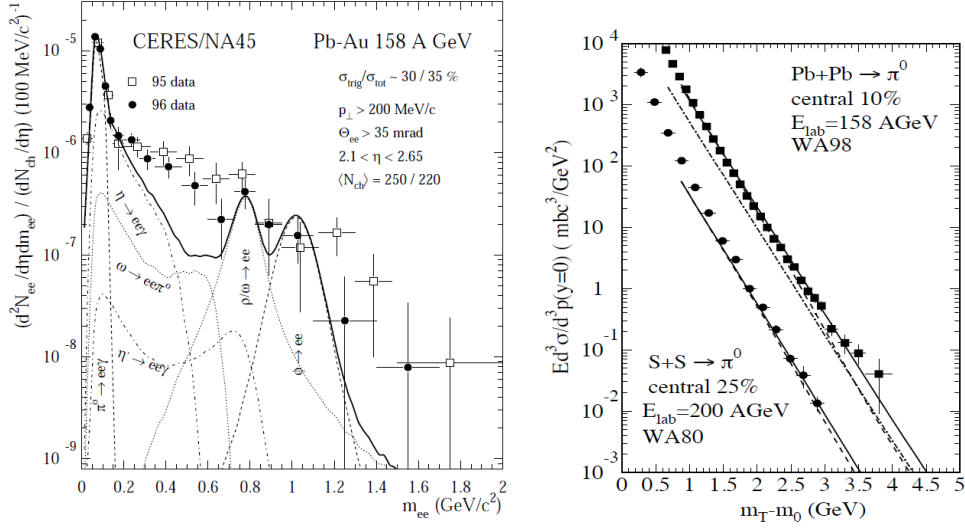 CERES/NA45
Pb-Au 158 A GeV
□ 95 data
● 96 data
σtrig/σtot ~ 30 / 35 %
p⊥ > 200 MeV/c
Θee > 35 mrad
2.1 < η < 2.65
⟨Nch⟩ = 250 / 220
(d²Nee /dηdmee) / (dNch/dη) (100 MeV/c²)⁻¹
10⁻⁵
10⁻⁶
10⁻⁷
10⁻⁸
10⁻⁹
η → eeγ
ω → eeπ°
ρ/ω → ee
η' → eeγ
φ → ee
π° → eeγ
0 0.2 0.4 0.6 0.8 1 1.2 1.4 1.6 1.8 2
mee (GeV/c²)
Ed³σ/d³p(y=0) ( mbc³/GeV²)
10⁴
10³
10²
10
1
10⁻¹
10⁻²
10⁻³
Pb+Pb → π⁰
central 10%
Elab=158 AGeV
WA98
S+S → π⁰
central 25%
Elab=200 AGeV
WA80
0 0.5 1 1.5 2 2.5 3 3.5 4 4.5 5
mT-m0 (GeV)